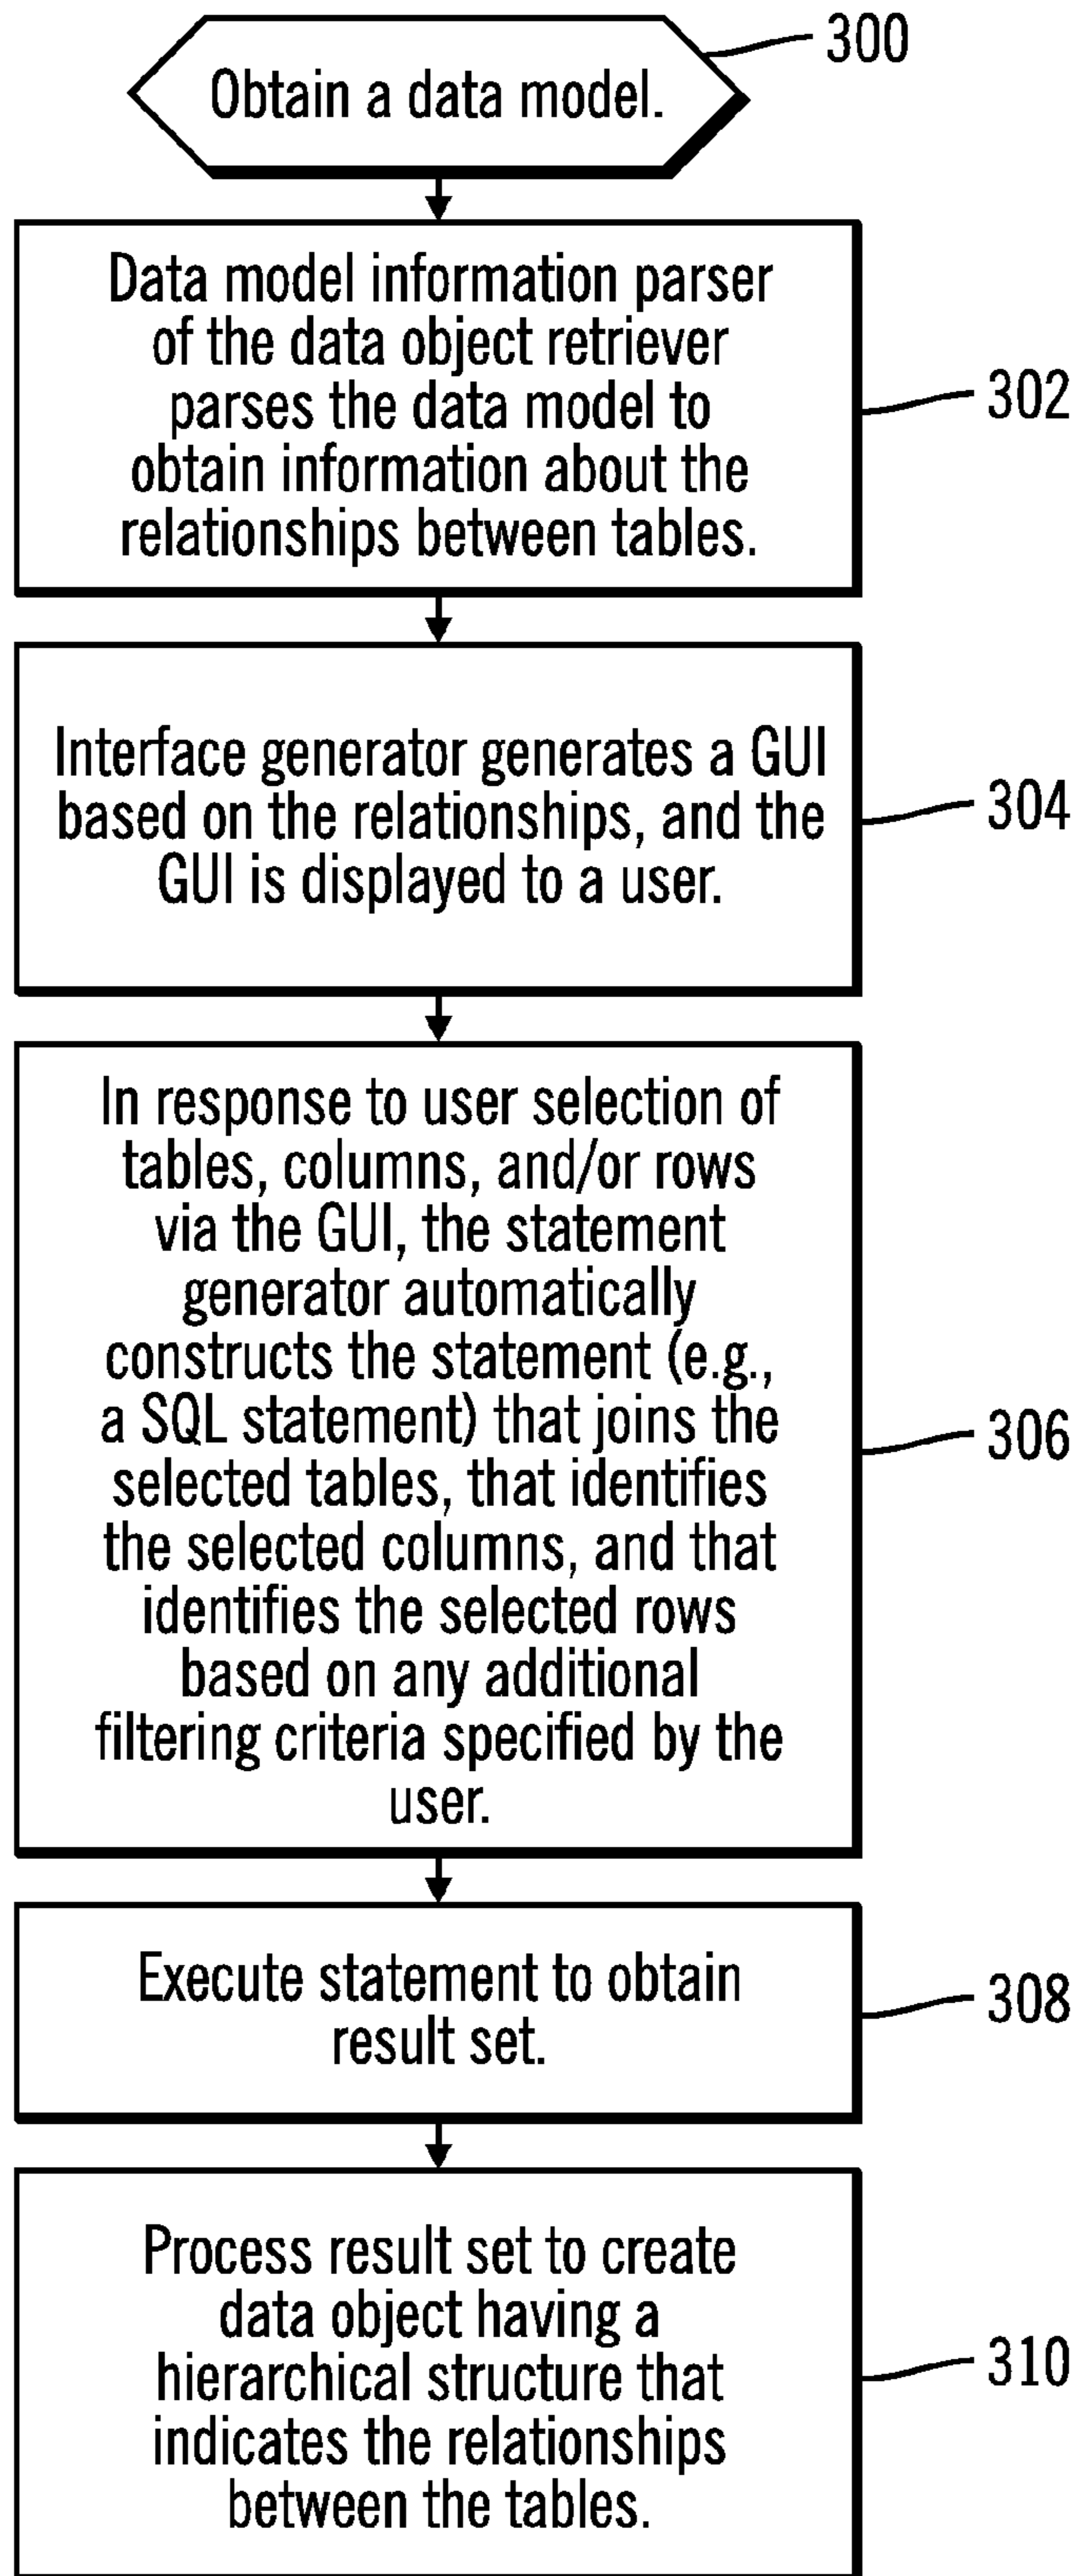 300
Obtain a data model.
Data model information parser
of the data object retriever
parses the data model to
obtain information about the
relationships between tables.
302
Interface generator generates a GUI
based on the relationships, and the
GUI is displayed to a user.
304
In response to user selection of
tables, columns, and/or rows
via the GUI, the statement
generator automatically
constructs the statement (e.g.,
a SQL statement) that joins the
selected tables, that identifies
the selected columns, and that
identifies the selected rows
based on any additional
filtering criteria specified by the
user.
306
Execute statement to obtain
result set.
308
Process result set to create
data object having a
hierarchical structure that
indicates the relationships
between the tables.
310